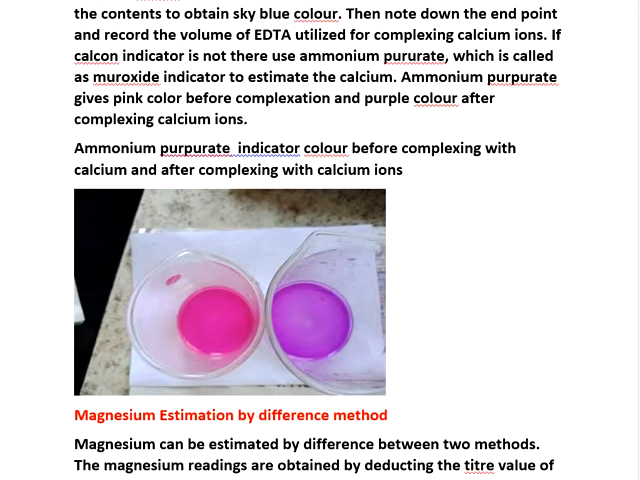 the contents to obtain sky blue colour. Then note down the end point
and record the volume of EDTA utilized for complexing calcium ions. If
calcon indicator is not there use ammonium pururate, which is called
as muroxide indicator to estimate the calcium. Ammonium purpurate
gives pink color before complexation and purple colour after
complexing calcium ions.
Ammonium purpurate indicator colour before complexing with
calcium and after complexing with calcium ions
Magnesium Estimation by difference method
Magnesium can be estimated by difference between two methods.
The magnesium readings are obtained by deducting the titre value of